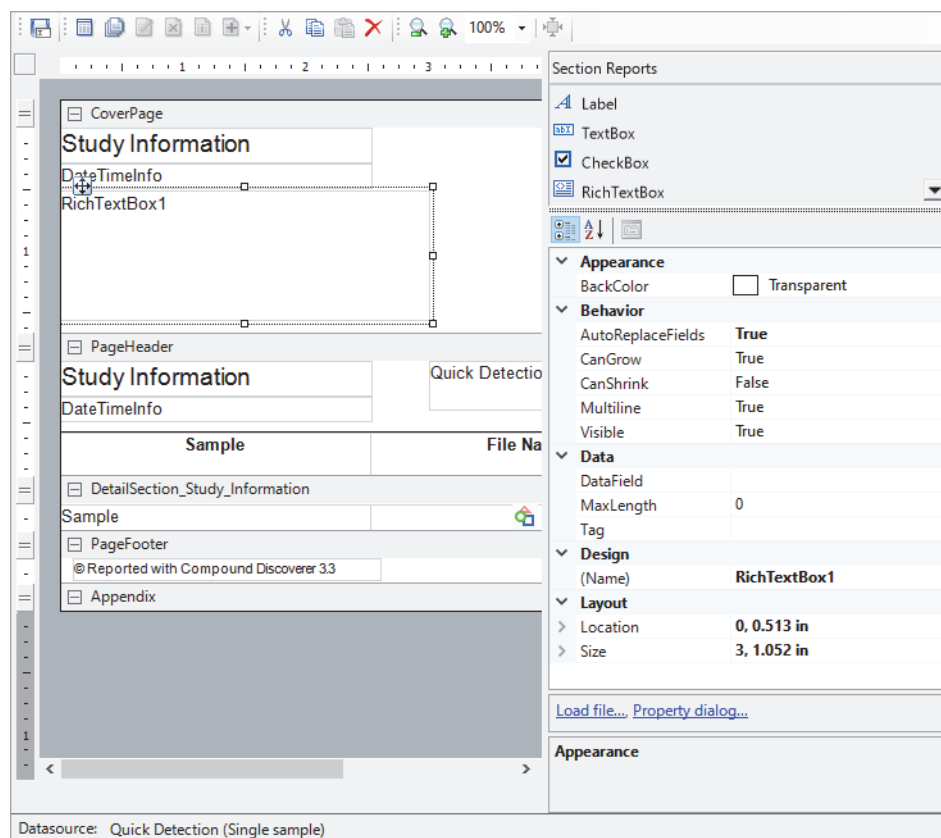 100%
1 2 3
CoverPage
Study Information
DateTimeInfo
RichTextBox1
1
PageHeader
Study Information
Quick Detectio
DateTimeInfo
Sample File Na
DetailSection_Study_Information
Sample
PageFooter
© Reported with Compound Discoverer 3.3
Appendix
1
Section Reports
A Label
abI TextBox
CheckBox
RichTextBox
A
Z
Appearance
BackColor Transparent
Behavior
AutoReplaceFields True
CanGrow True
CanShrink False
Multiline True
Visible True
Data
DataField
MaxLength 0
Tag
Design
(Name) RichTextBox1
Layout
Location 0, 0.513 in
Size 3, 1.052 in
Load file..., Property dialog...
Appearance
Datasource: Quick Detection (Single sample)